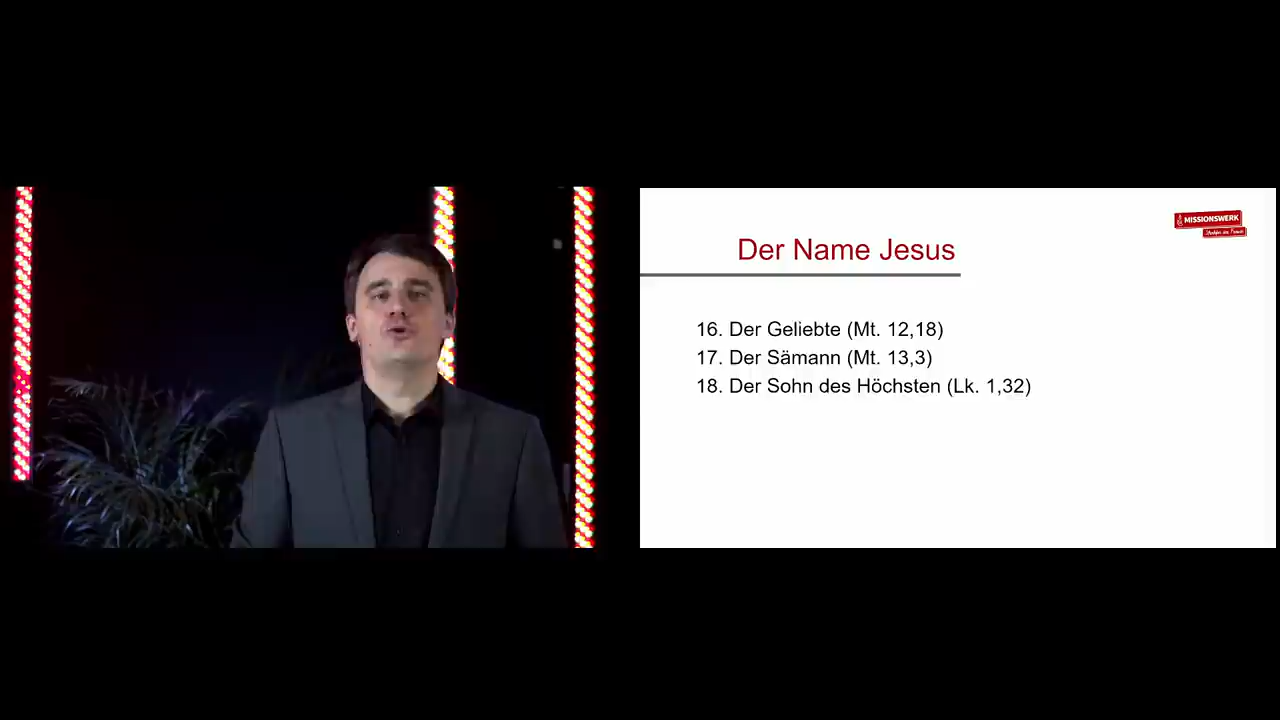 MISSIONSWERK
Der Name Jesus
16. Der Geliebte (Mt. 12,18)
17. Der Sämann (Mt. 13,3)
18. Der Sohn des Höchsten (Lk. 1,32)